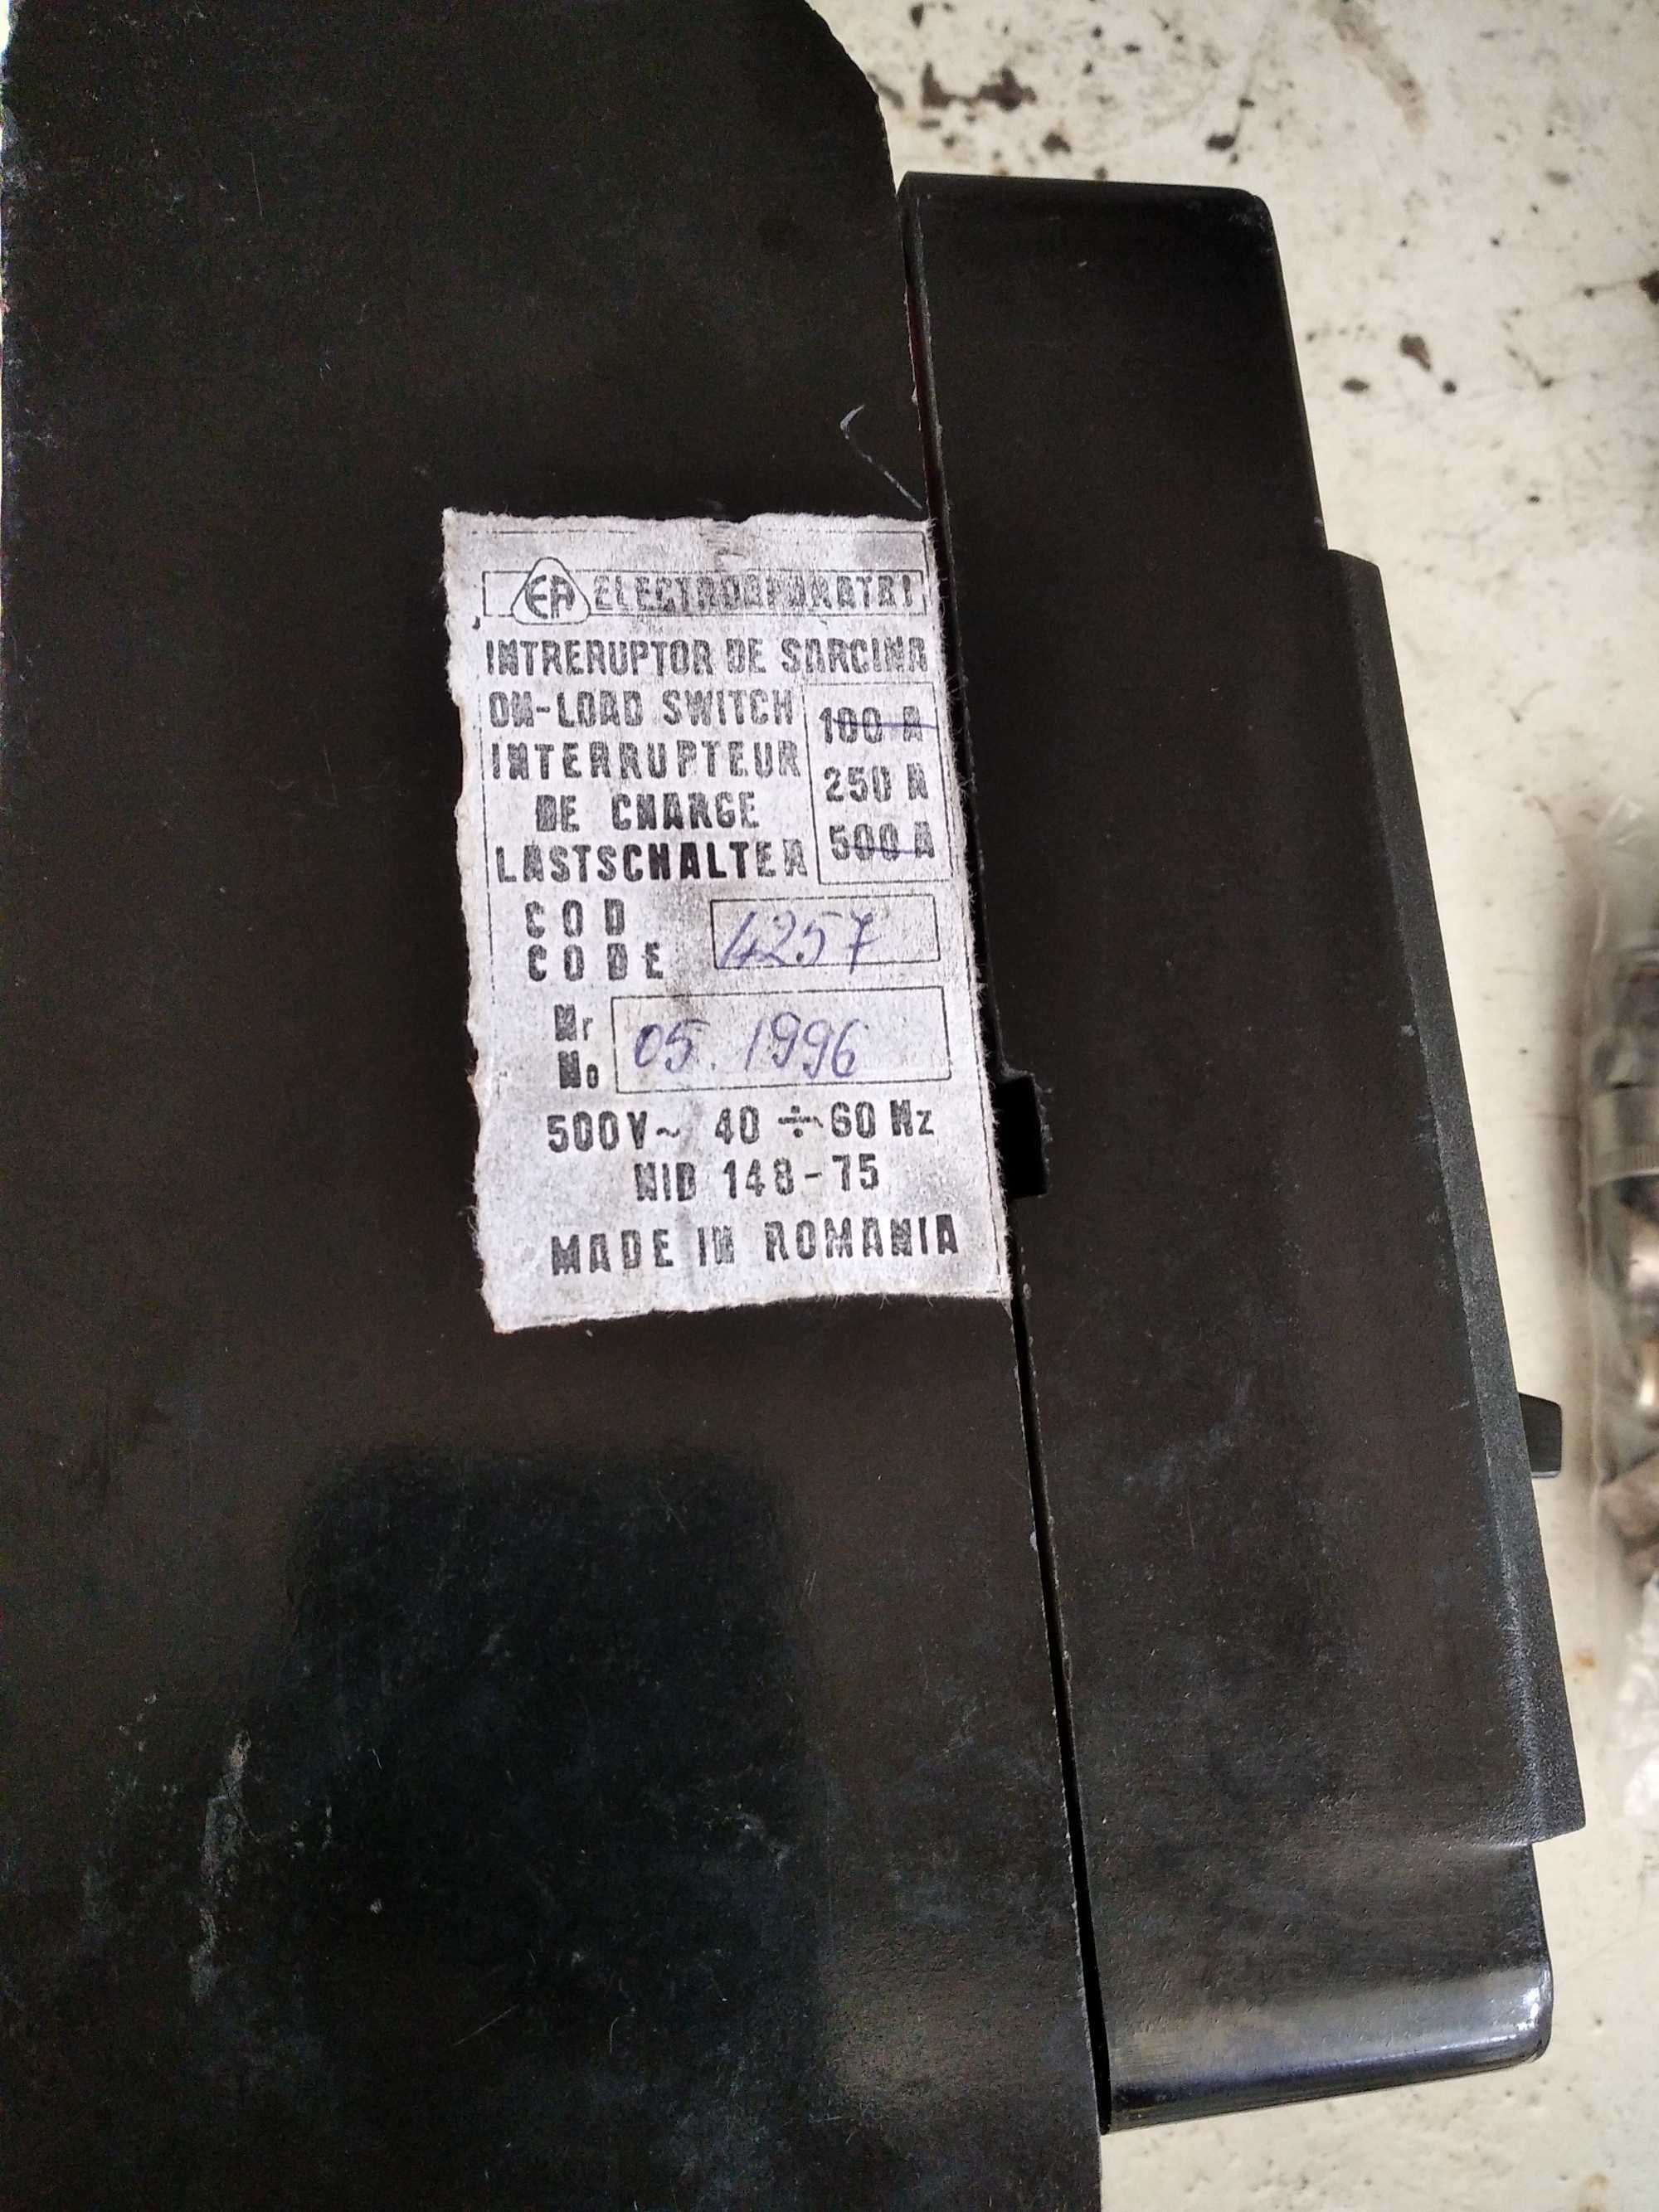 EA ELECTROAPARATAJ
INTRERUPTOR DE SARCINA
ON-LOAD SWITCH
INTERRUPTEUR
DE CHARGE
LASTSCHALTER
100 A
250 A
500 A
COD
CODE
4257
Nr
No
05.1996
500V~ 40÷60 Hz
NID 148-75
MADE IN ROMANIA